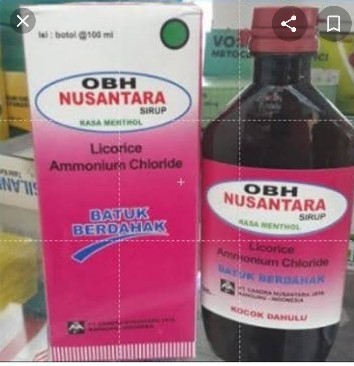 Isi : botol @100 ml
OBH
NUSANTARA
SIRUP
RASA MENTHOL
Licorice
Ammonium Chloride
BATUK
BERDAHAK
OBH
NUSANTARA
SIRUP
RASA MENTHOL
Licorice
Ammonium Chloride
BATUK BERDAHAK
KOCOK DAHULU